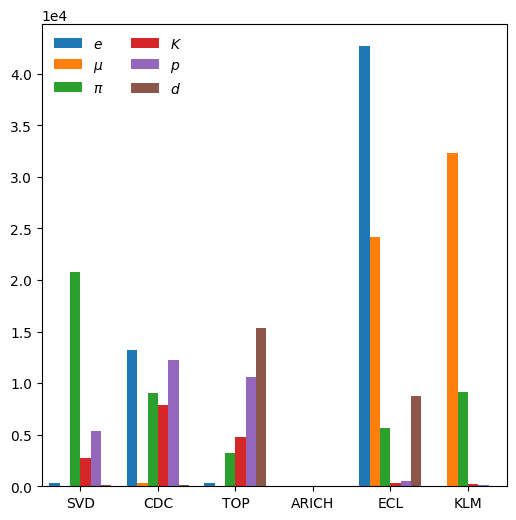 1e4
e
K
μ
p
π
d
4.0
3.5
3.0
2.5
2.0
1.5
1.0
0.5
0.0
SVD CDC TOP ARICH ECL KLM